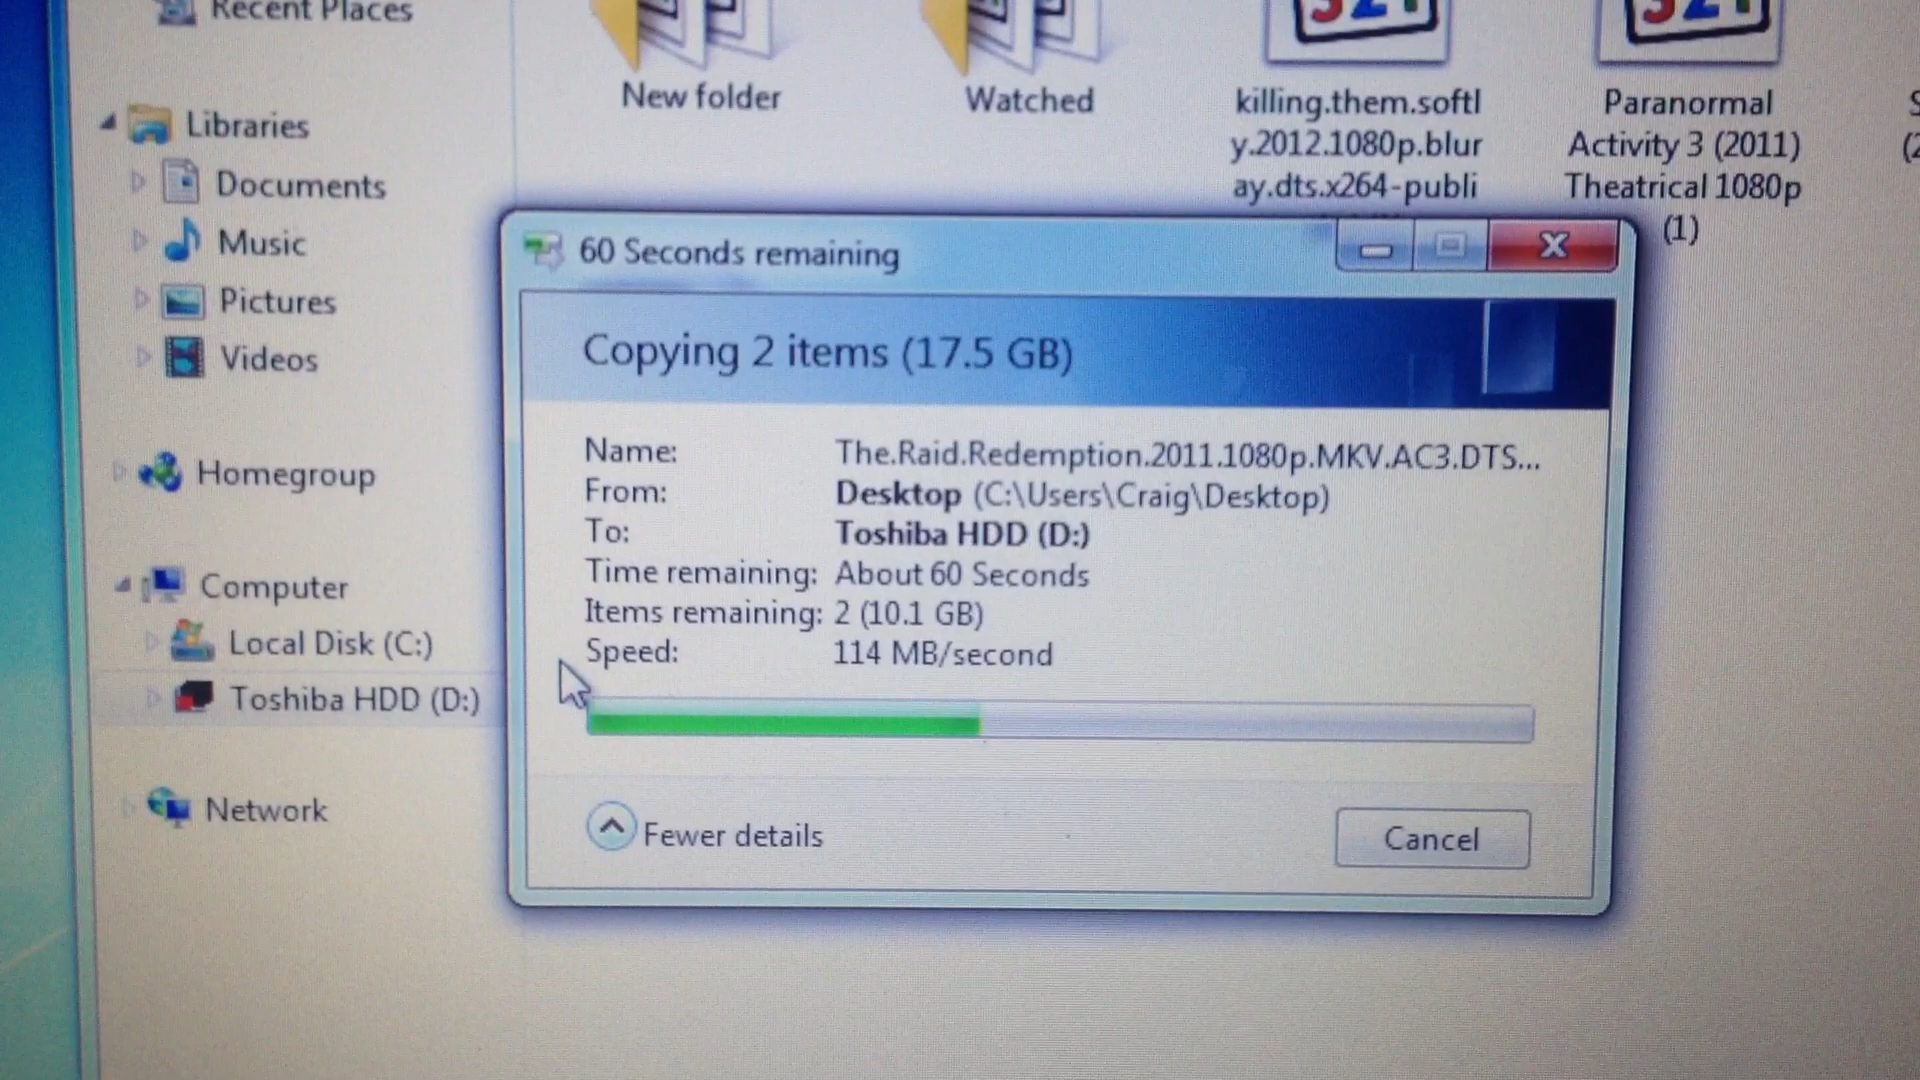 Recent Places
Libraries
Documents
Music
Pictures
Videos
Homegroup
Computer
Local Disk (C:)
Toshiba HDD (D:)
Network
New folder
Watched
killing.them.softl
y.2012.1080p.blur
ay.dts.x264-publi
Paranormal
Activity 3 (2011)
Theatrical 1080p
(1)
60 Seconds remaining
Copying 2 items (17.5 GB)
Name: The.Raid.Redemption.2011.1080p.MKV.AC3.DTS...
From: Desktop (C:\Users\Craig\Desktop)
To: Toshiba HDD (D:)
Time remaining: About 60 Seconds
Items remaining: 2 (10.1 GB)
Speed: 114 MB/second
Fewer details
Cancel